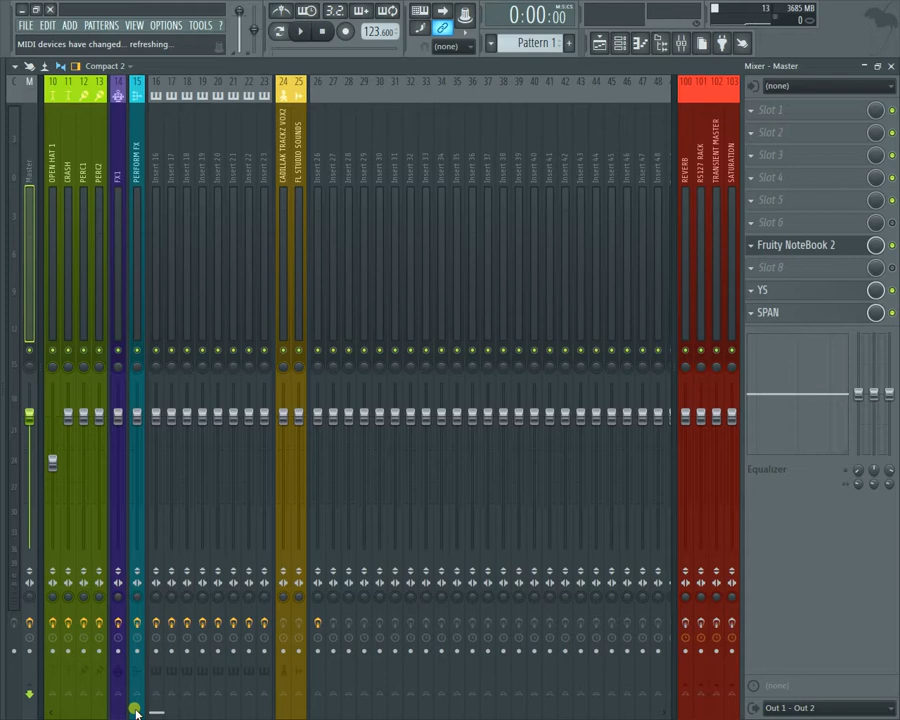 FILE EDIT ADD PATTERNS VIEW OPTIONS TOOLS ?
MIDI devices have changed... refreshing...
3.2.
123.600
(none)
0:00:00
M:S:CS
Pattern 1
13
3685 MB
0
Compact 2
Mixer - Master
C M 10 11 12 13 14 15 16 17 18 19 20 21 22 23 24 25 26 27 28 29 30 31 32 33 34 35 36 37 38 39 40 41 42 43 44 45 46 47 48 100 101 102 103
Master
OPEN HAT 1
CRASH
PERC1
PERC2
FX1
PERFORM FX
Insert 16
Insert 17
Insert 18
Insert 19
Insert 20
Insert 21
Insert 22
Insert 23
CADILLAK TRACKZ VOX2
FL STUDIO SOUNDS
Insert 26
Insert 27
Insert 28
Insert 29
Insert 30
Insert 31
Insert 32
Insert 33
Insert 34
Insert 35
Insert 36
Insert 37
Insert 38
Insert 39
Insert 40
Insert 41
Insert 42
Insert 43
Insert 44
Insert 45
Insert 46
Insert 47
Insert 48
REVERB
RS127 RACK
TRANSIENT MASTER
SATURATION
(none)
Slot 1
Slot 2
Slot 3
Slot 4
Slot 5
Slot 6
Fruity NoteBook 2
Slot 8
YS
SPAN
Equalizer
(none)
Out 1 - Out 2